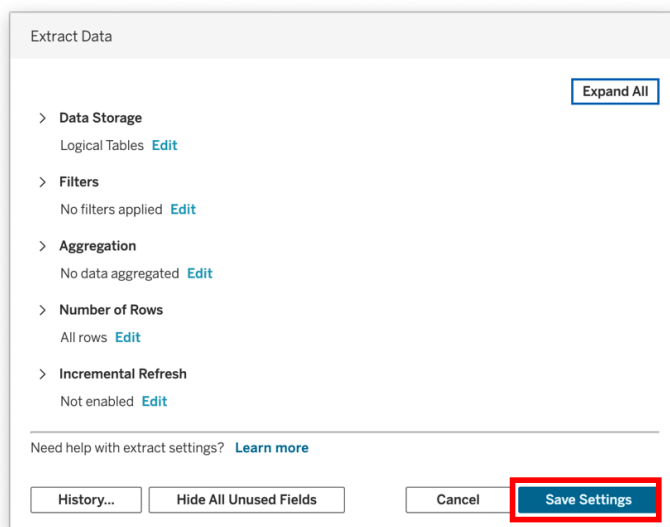 Extract Data
Expand All
Data Storage
Logical Tables Edit
Filters
No filters applied Edit
Aggregation
No data aggregated Edit
Number of Rows
All rows Edit
Incremental Refresh
Not enabled Edit
Need help with extract settings? Learn more
History... Hide All Unused Fields Cancel Save Settings